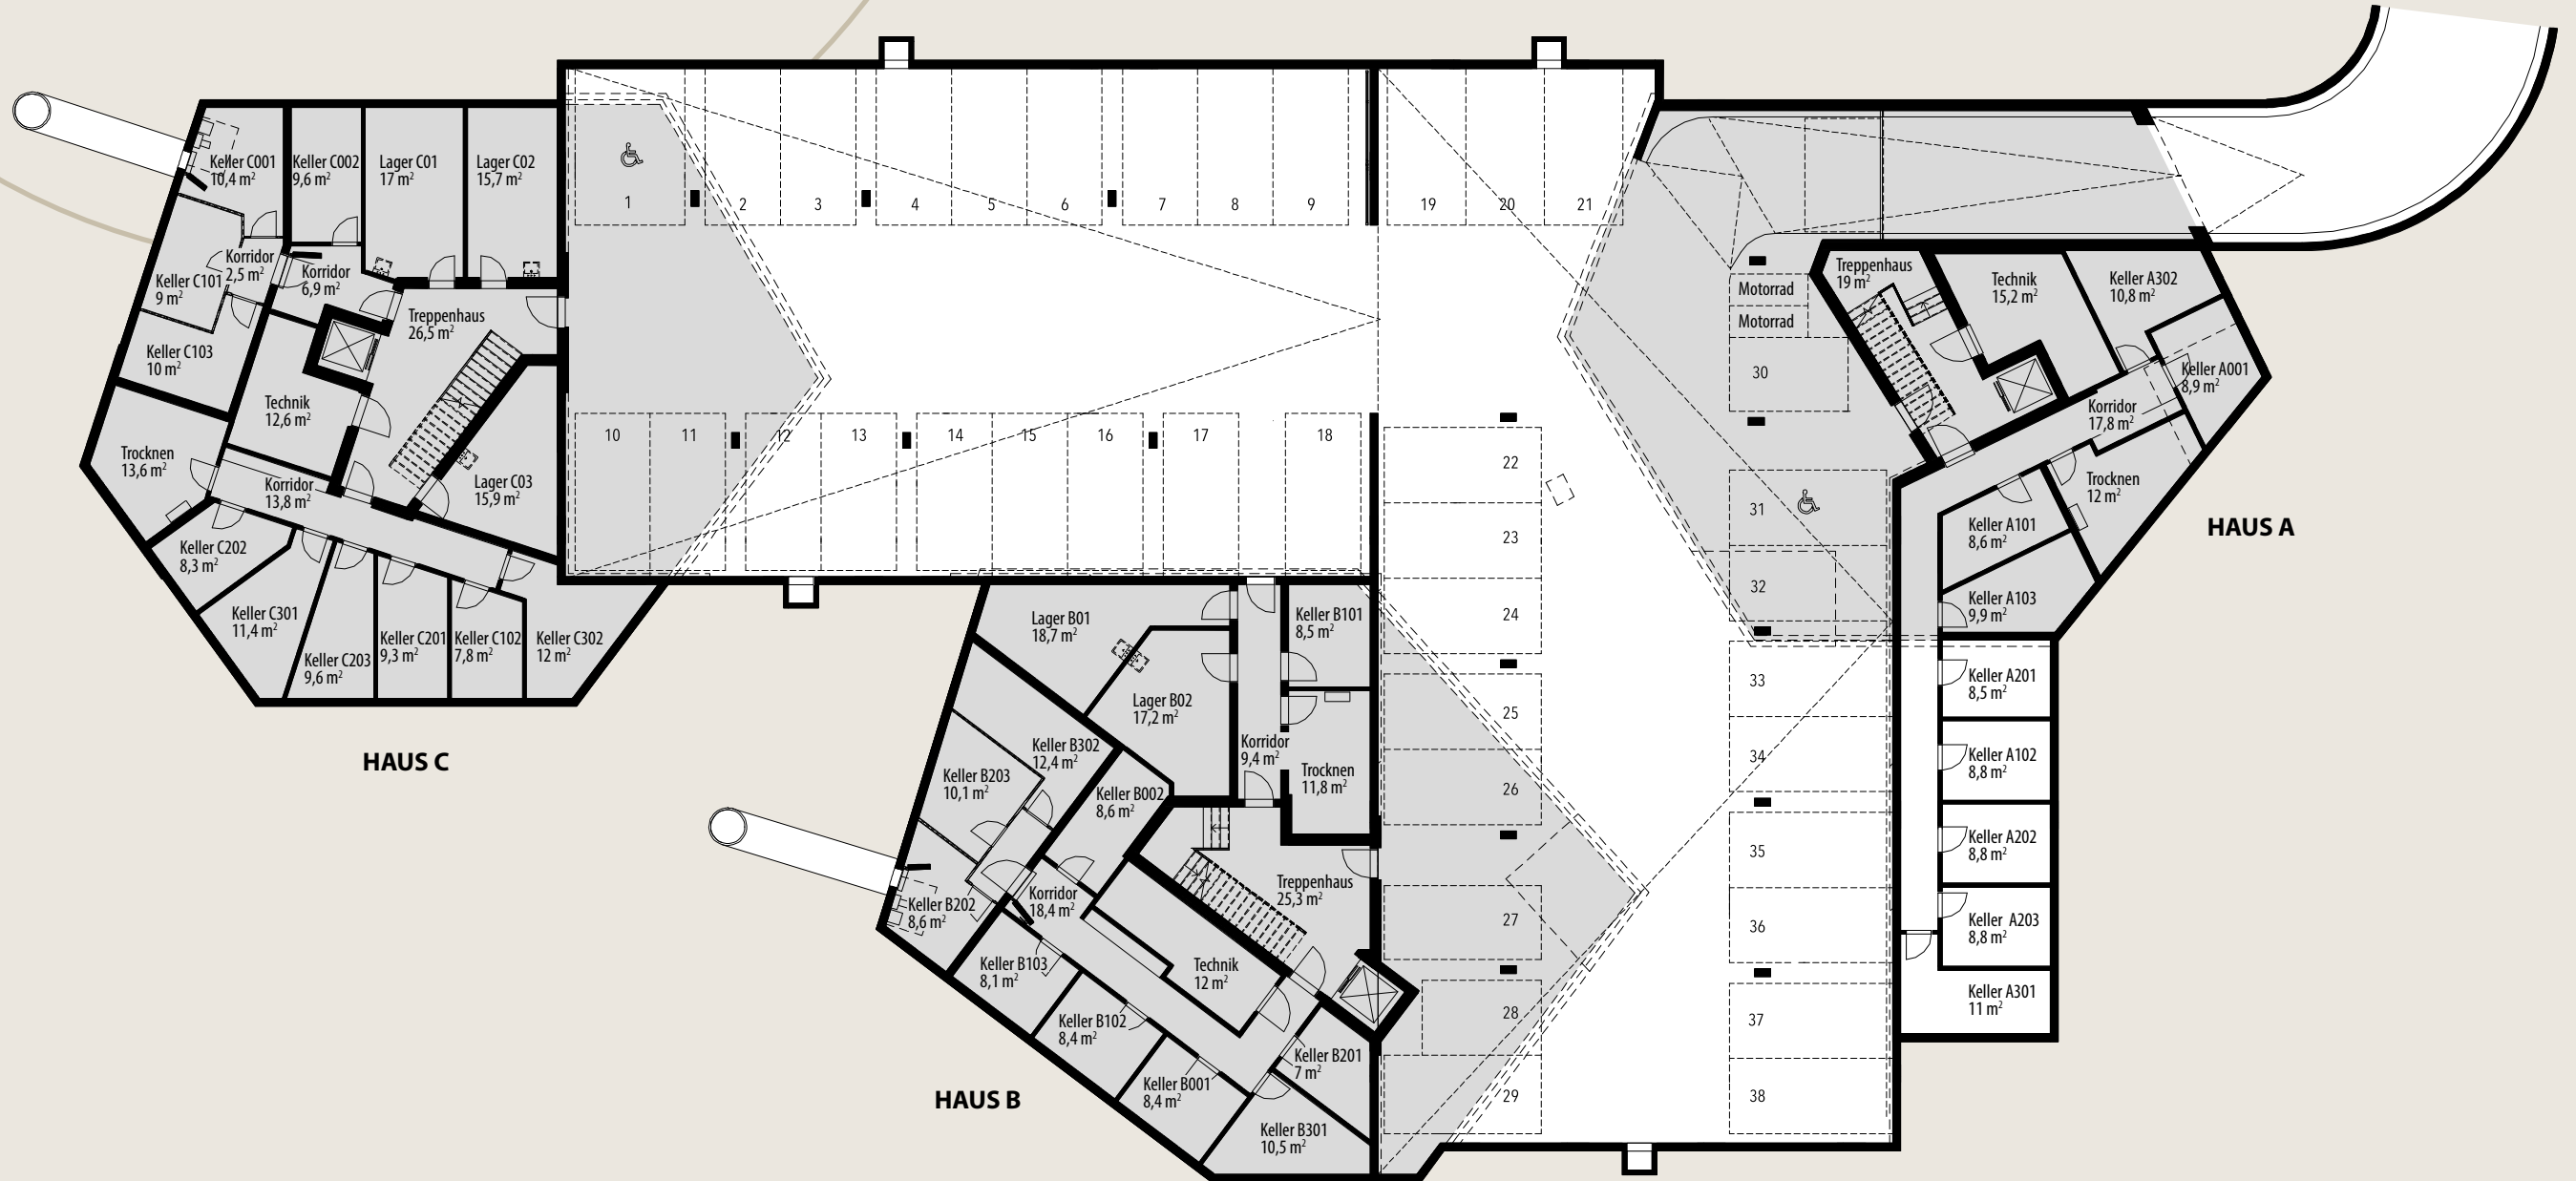 Keller C001
10,4 m²
Keller C002
9,6 m²
Lager C01
17 m²
Lager C02
15,7 m²
Korridor
2,5 m²
Korridor
6,9 m²
Keller C101
9 m²
Treppenhaus
26,5 m²
Keller C103
10 m²
Technik
12,6 m²
Trocknen
13,6 m²
Korridor
13,8 m²
Lager C03
15,9 m²
Keller C202
8,3 m²
Keller C301
11,4 m²
Keller C203
9,6 m²
Keller C201
9,3 m²
Keller C102
7,8 m²
Keller C302
12 m²
HAUS C
1
2
3
4
5
6
7
8
9
10
11
12
13
14
15
16
17
18
19
20
21
22
23
24
25
26
27
28
29
Motorrad
Motorrad
30
31
32
33
34
35
36
37
38
Lager B01
18,7 m²
Keller B101
8,5 m²
Lager B02
17,2 m²
Keller B302
12,4 m²
Korridor
9,4 m²
Keller B203
10,1 m²
Keller B002
8,6 m²
Trocknen
11,8 m²
Treppenhaus
25,3 m²
Keller B202
8,6 m²
Korridor
18,4 m²
Keller B103
8,1 m²
Technik
12 m²
Keller B102
8,4 m²
Keller B201
7 m²
Keller B001
8,4 m²
Keller B301
10,5 m²
HAUS B
Treppenhaus
19 m²
Technik
15,2 m²
Keller A302
10,8 m²
Keller A001
8,9 m²
Korridor
17,8 m²
Trocknen
12 m²
HAUS A
Keller A101
8,6 m²
Keller A103
9,9 m²
Keller A201
8,5 m²
Keller A102
8,8 m²
Keller A202
8,8 m²
Keller A203
8,8 m²
Keller A301
11 m²